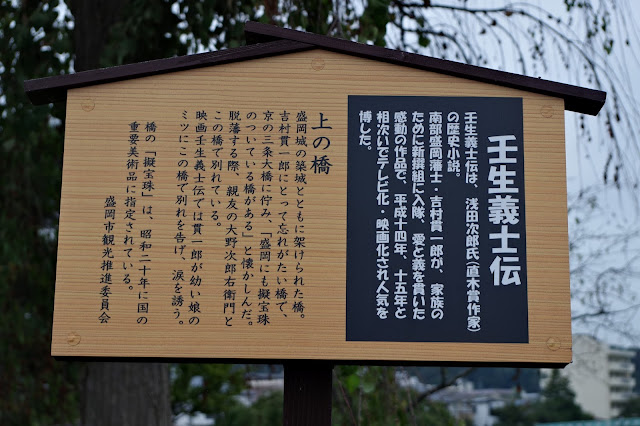 壬生義士伝
壬生義士伝は、浅田次郎氏（直木賞作家）
の歴史小説。
南部盛岡藩士・吉村貫一郎が、家族の
ために新撰組に入隊、愛と義を貫いた
感動の作品で、平成十四年、十五年と
相次いでテレビ化・映画化され人気を
博した。
上の橋
盛岡城の築城とともに架けられた橋。
吉村貫一郎にとって忘れがたい橋で、
京の三条大橋に佇み、「盛岡にも擬宝珠
のついている橋がある」と懐かしんだ。
脱藩する際、親友の大野次郎右衛門と
この橋で別れている。
映画壬生義士伝では貫一郎が幼い娘の
ミツにこの橋で別れを告げ、涙を誘う。
橋の「擬宝珠」は、昭和二十年に国の
重要美術品に指定されている。
盛岡市観光推進委員会